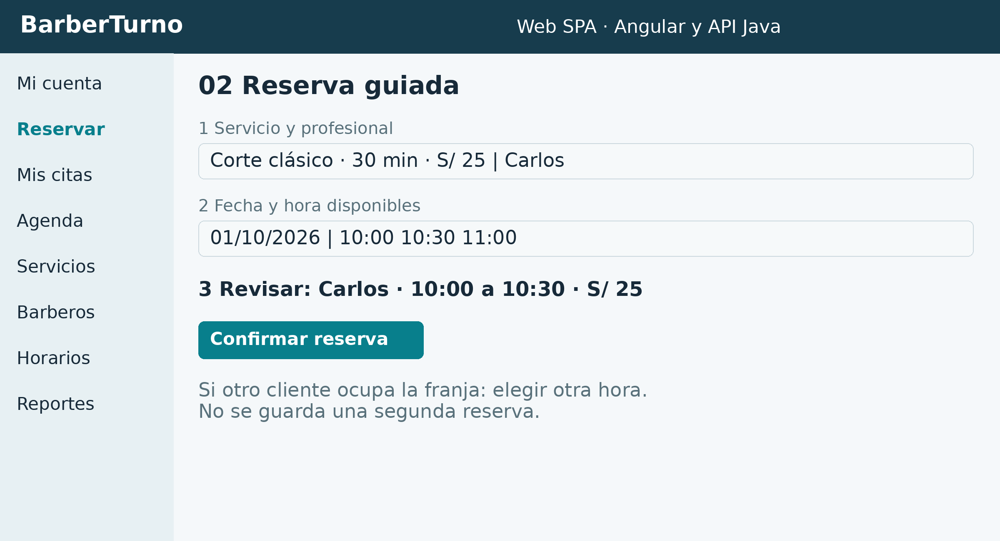 BarberTurno
Web SPA · Angular y API Java
Mi cuenta
Reservar
Mis citas
Agenda
Servicios
Barberos
Horarios
Reportes
02 Reserva guiada
1 Servicio y profesional
Corte clásico · 30 min · S/ 25 | Carlos
2 Fecha y hora disponibles
01/10/2026 | 10:00 10:30 11:00
3 Revisar: Carlos · 10:00 a 10:30 · S/ 25
Confirmar reserva
Si otro cliente ocupa la franja: elegir otra hora.
No se guarda una segunda reserva.